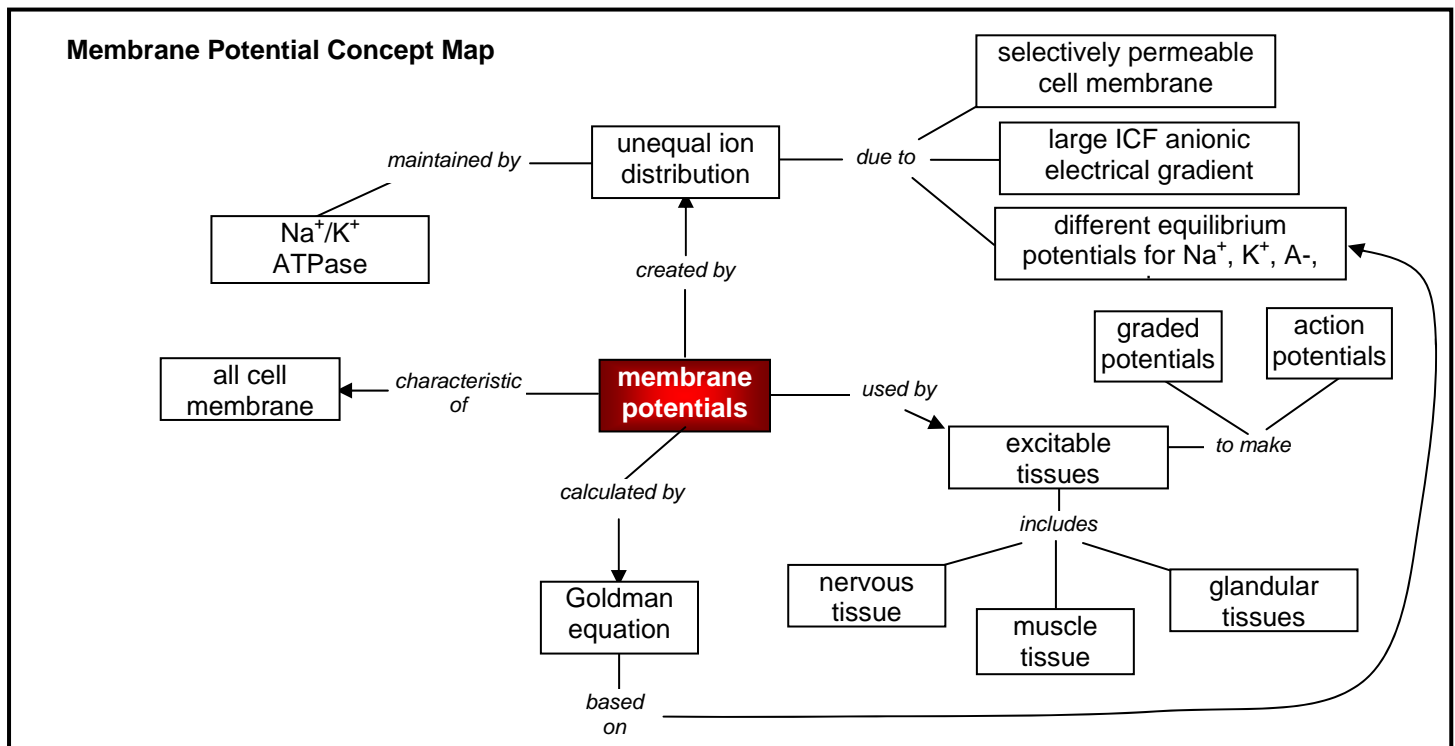 Membrane Potential Concept Map
selectively permeable
cell membrane
maintained by
unequal ion
distribution
due to
large ICF anionic
electrical gradient
Na⁺/K⁺
ATPase
different equilibrium
potentials for Na⁺, K⁺, A-,
created by
graded
potentials
action
potentials
all cell
membrane
characteristic
of
membrane
potentials
used by
excitable
tissues
to make
calculated by
includes
nervous
tissue
muscle
tissue
glandular
tissues
Goldman
equation
based
on